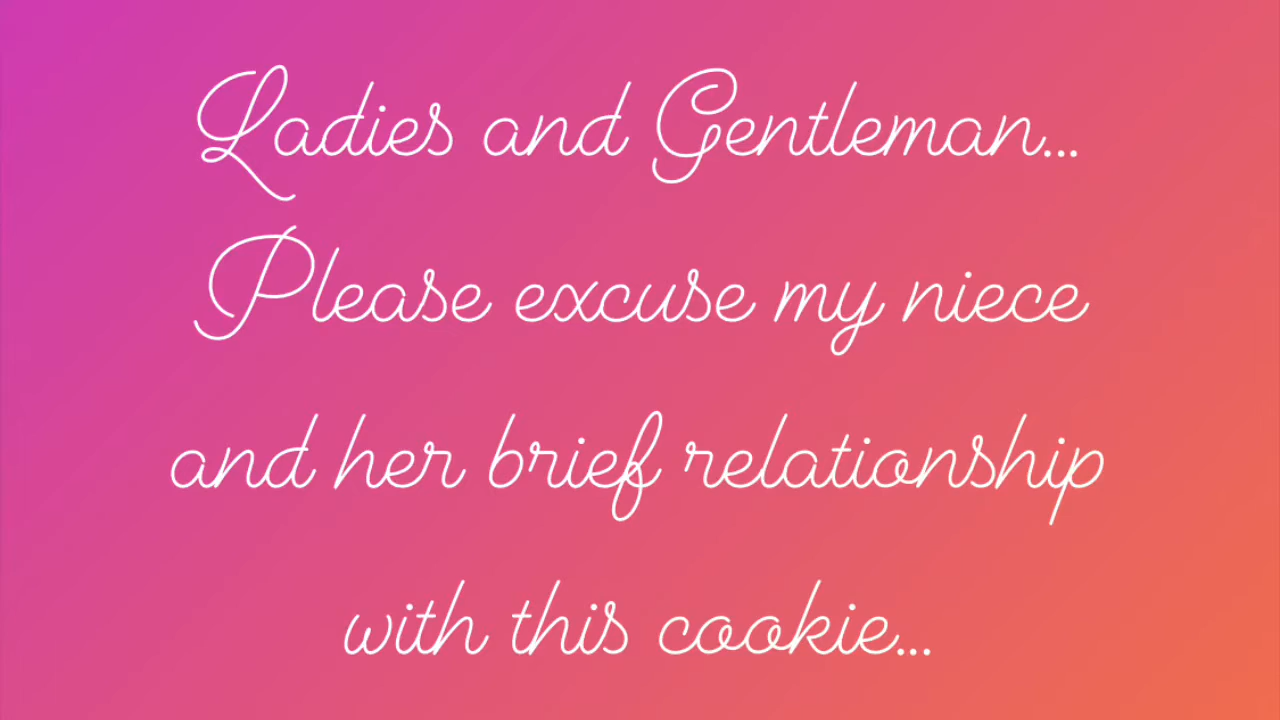 Ladies and Gentleman...
Please excuse my niece
and her brief relationship
with this cookie...